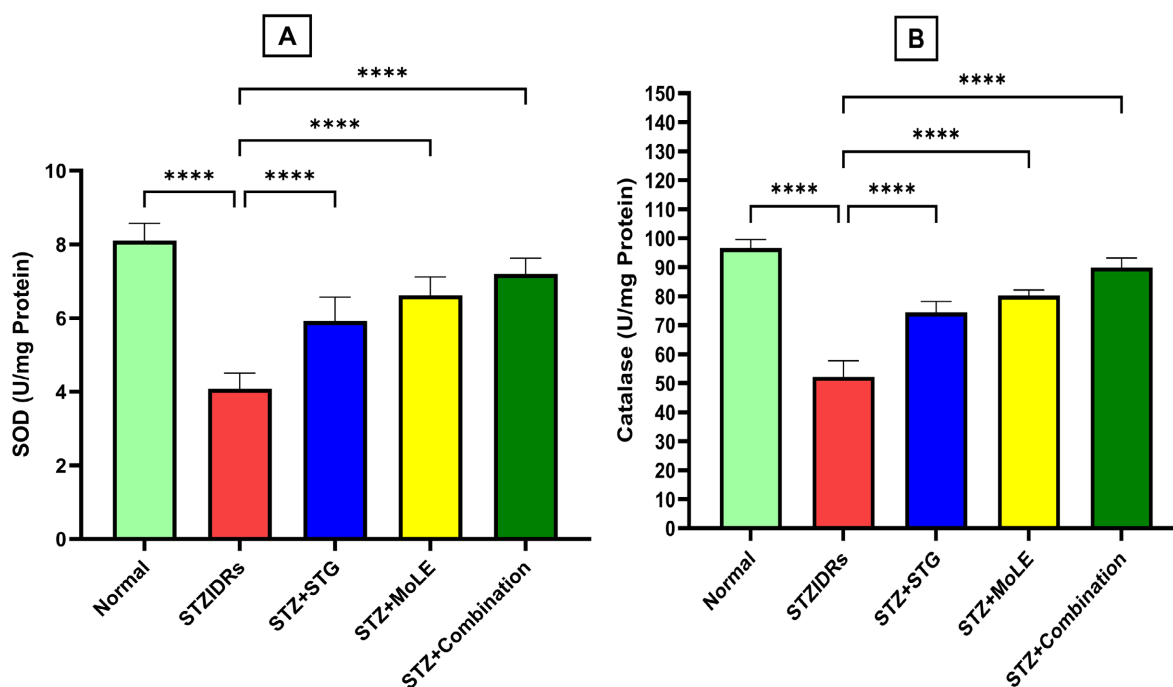 A
****
****
**** ****
10
8
6
4
2
0
SOD (U/mg Protein)
Normal
STZIDRs
STZ+STG
STZ+MoLE
STZ+Combination
B
****
****
**** ****
150
140
130
120
110
100
90
80
70
60
50
40
30
20
10
0
Catalase (U/mg Protein)
Normal
STZIDRs
STZ+STG
STZ+MoLE
STZ+Combination